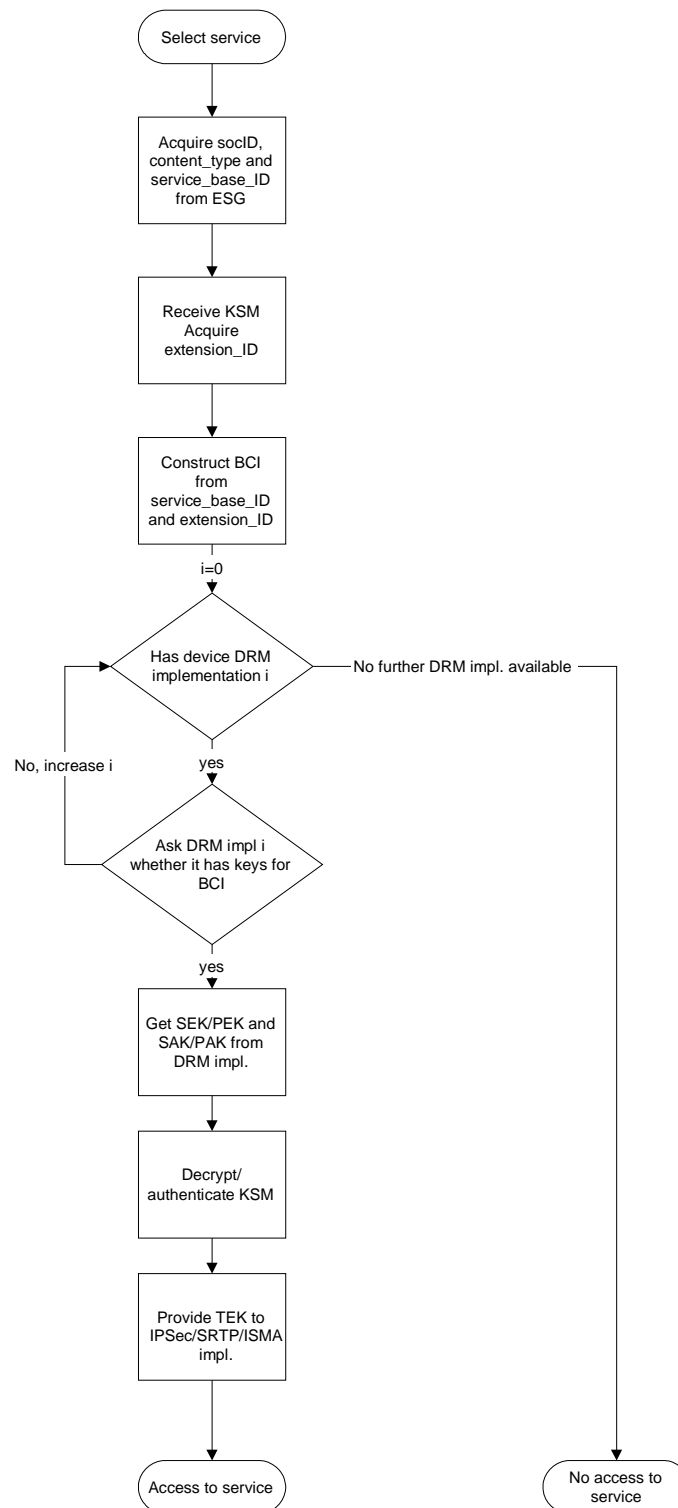 Select service
Acquire socID,
content_type and
service_base_ID
from ESG
Receive KSM
Acquire
extension_ID
Construct BCI
from
service_base_ID
and extension_ID
i=0
Has device DRM
implementation i
No further DRM impl. available
yes
No, increase i
Ask DRM impl i
whether it has keys for
BCI
yes
Get SEK/PEK and
SAK/PAK from
DRM impl.
Decrypt/
authenticate KSM
Provide TEK to
IPSec/SRTP/ISMA
impl.
Access to service
No access to
service